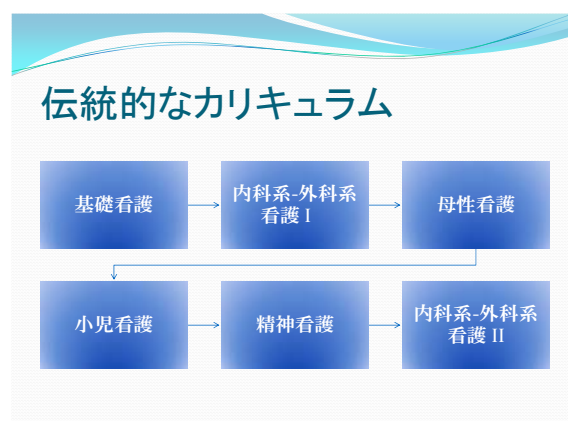 伝統的なカリキュラム
基礎看護
内科系-外科系
看護 I
母性看護
小児看護
精神看護
内科系-外科系
看護 II